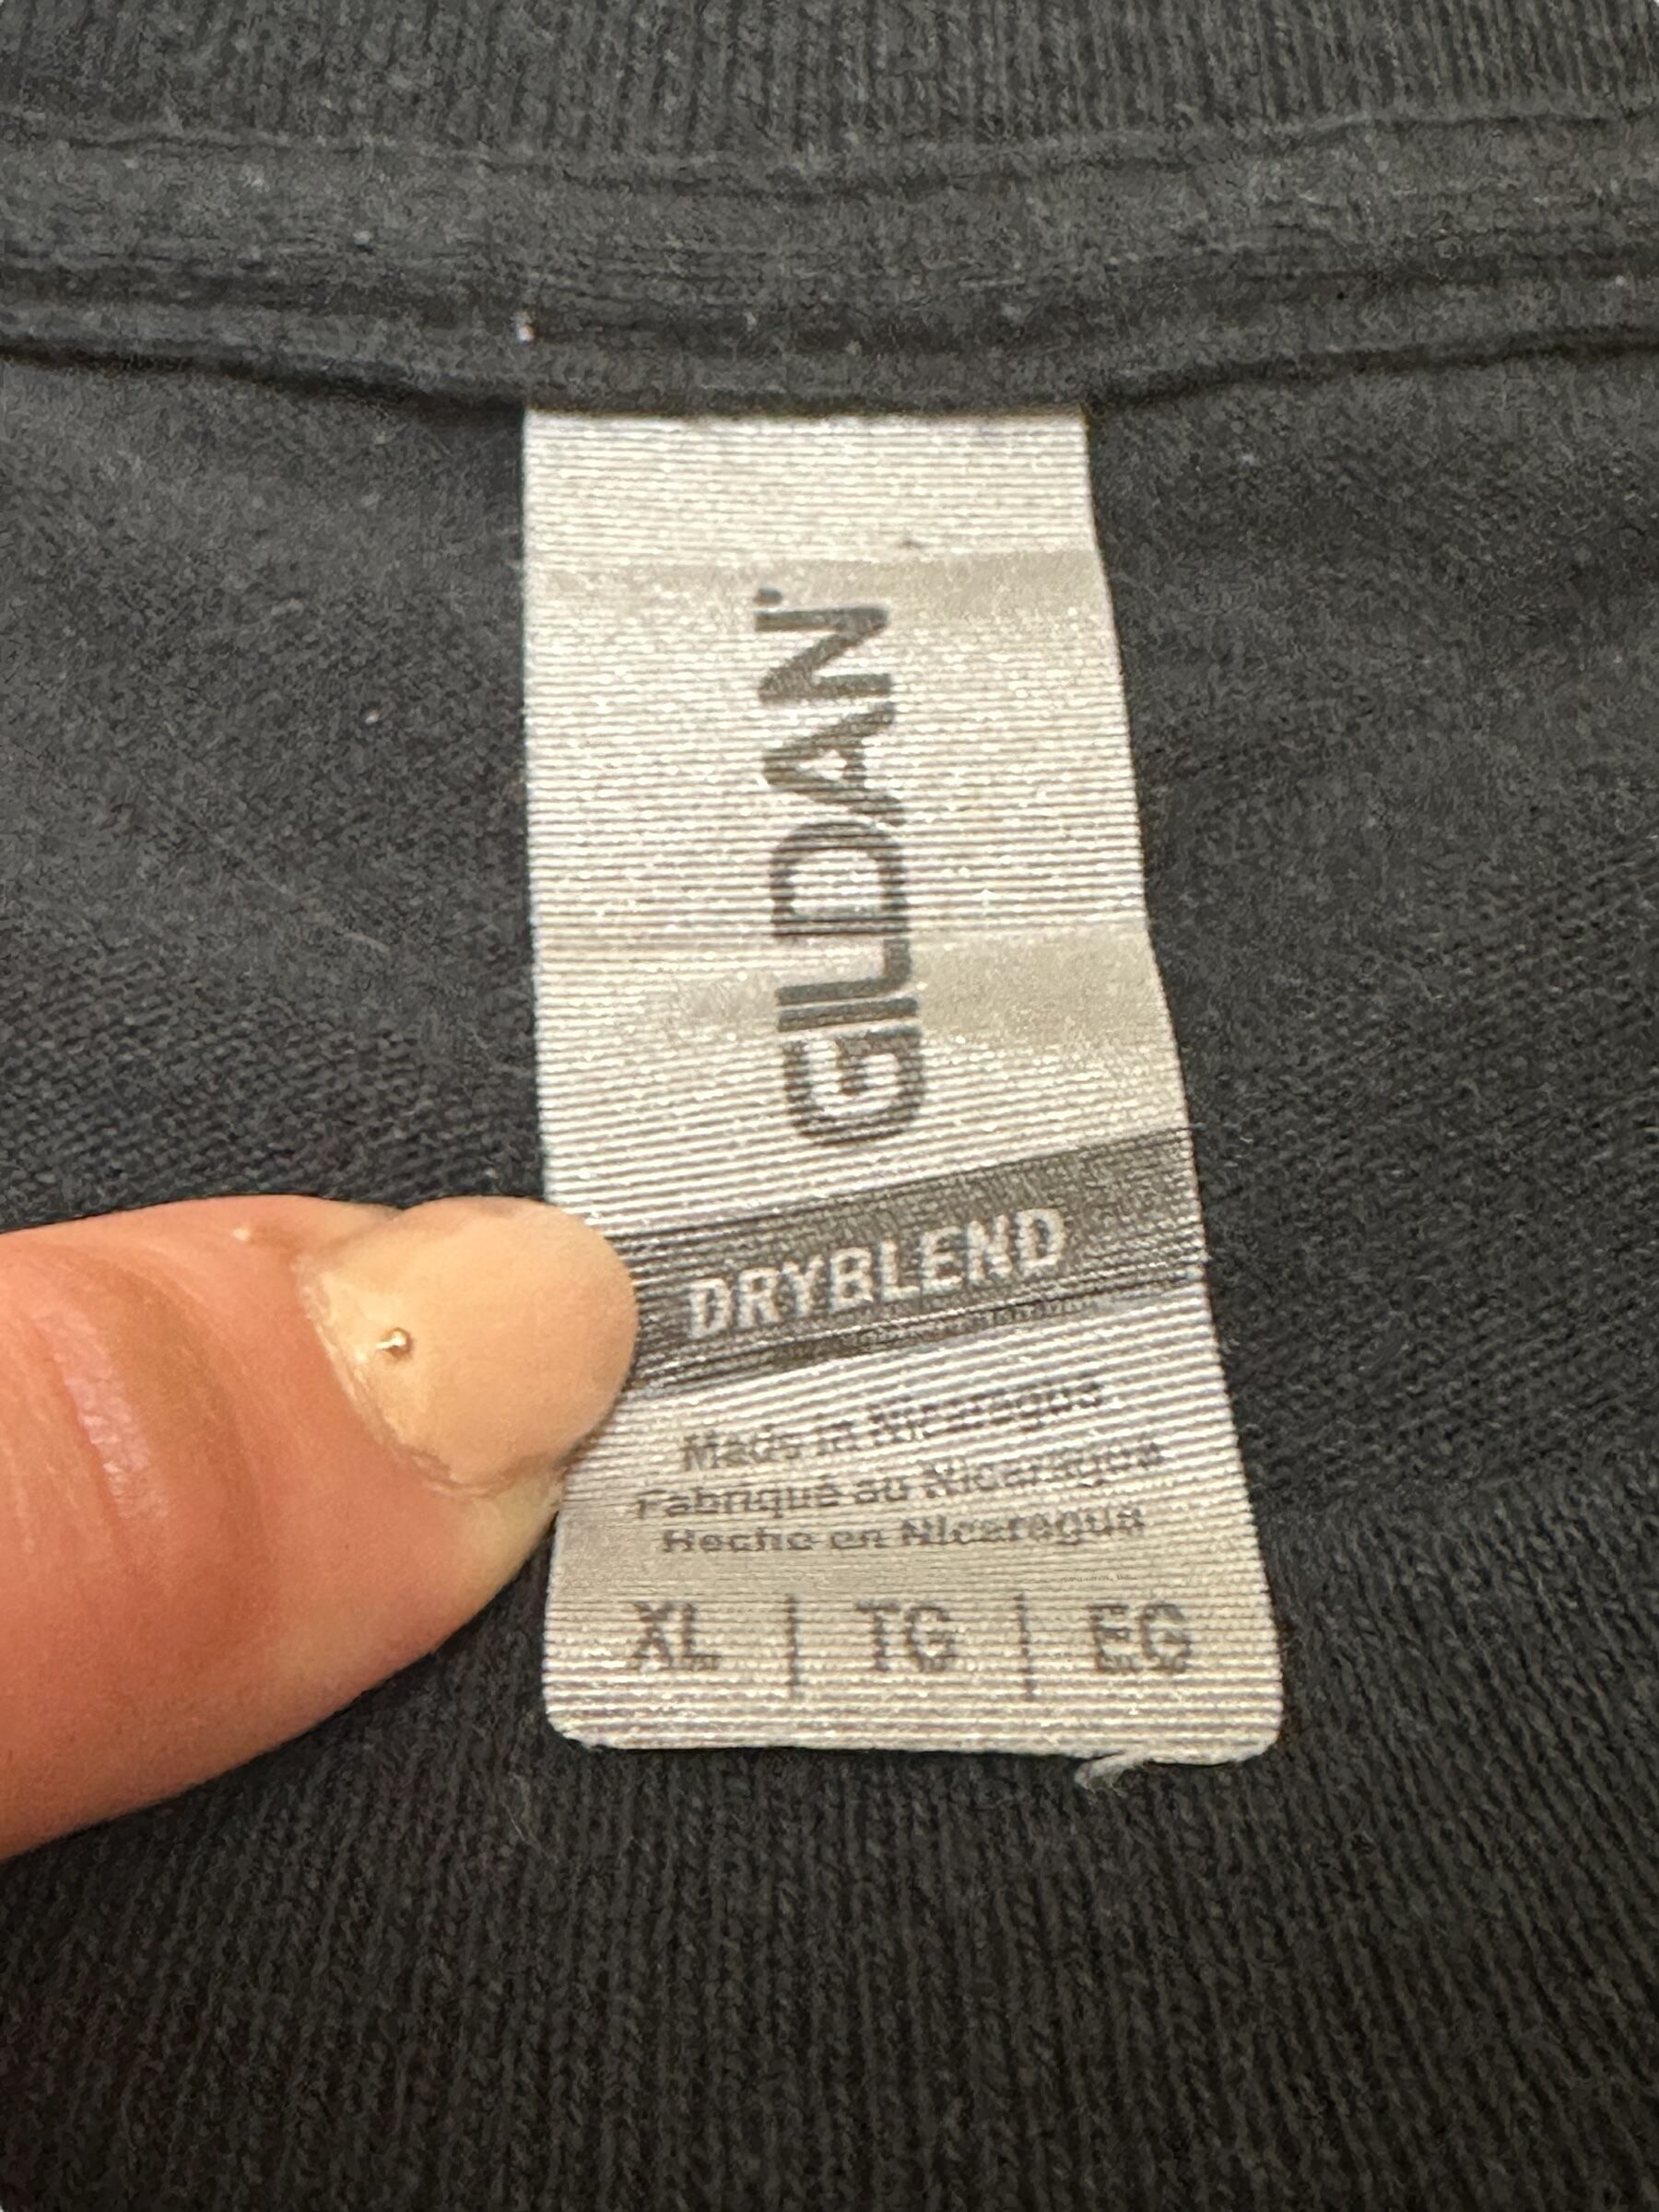 GILDAN
DRYBLEND
Made in Nicaragua
Fabriqué au Nicaragua
Hecho en Nicaragua
XL | TG | EG